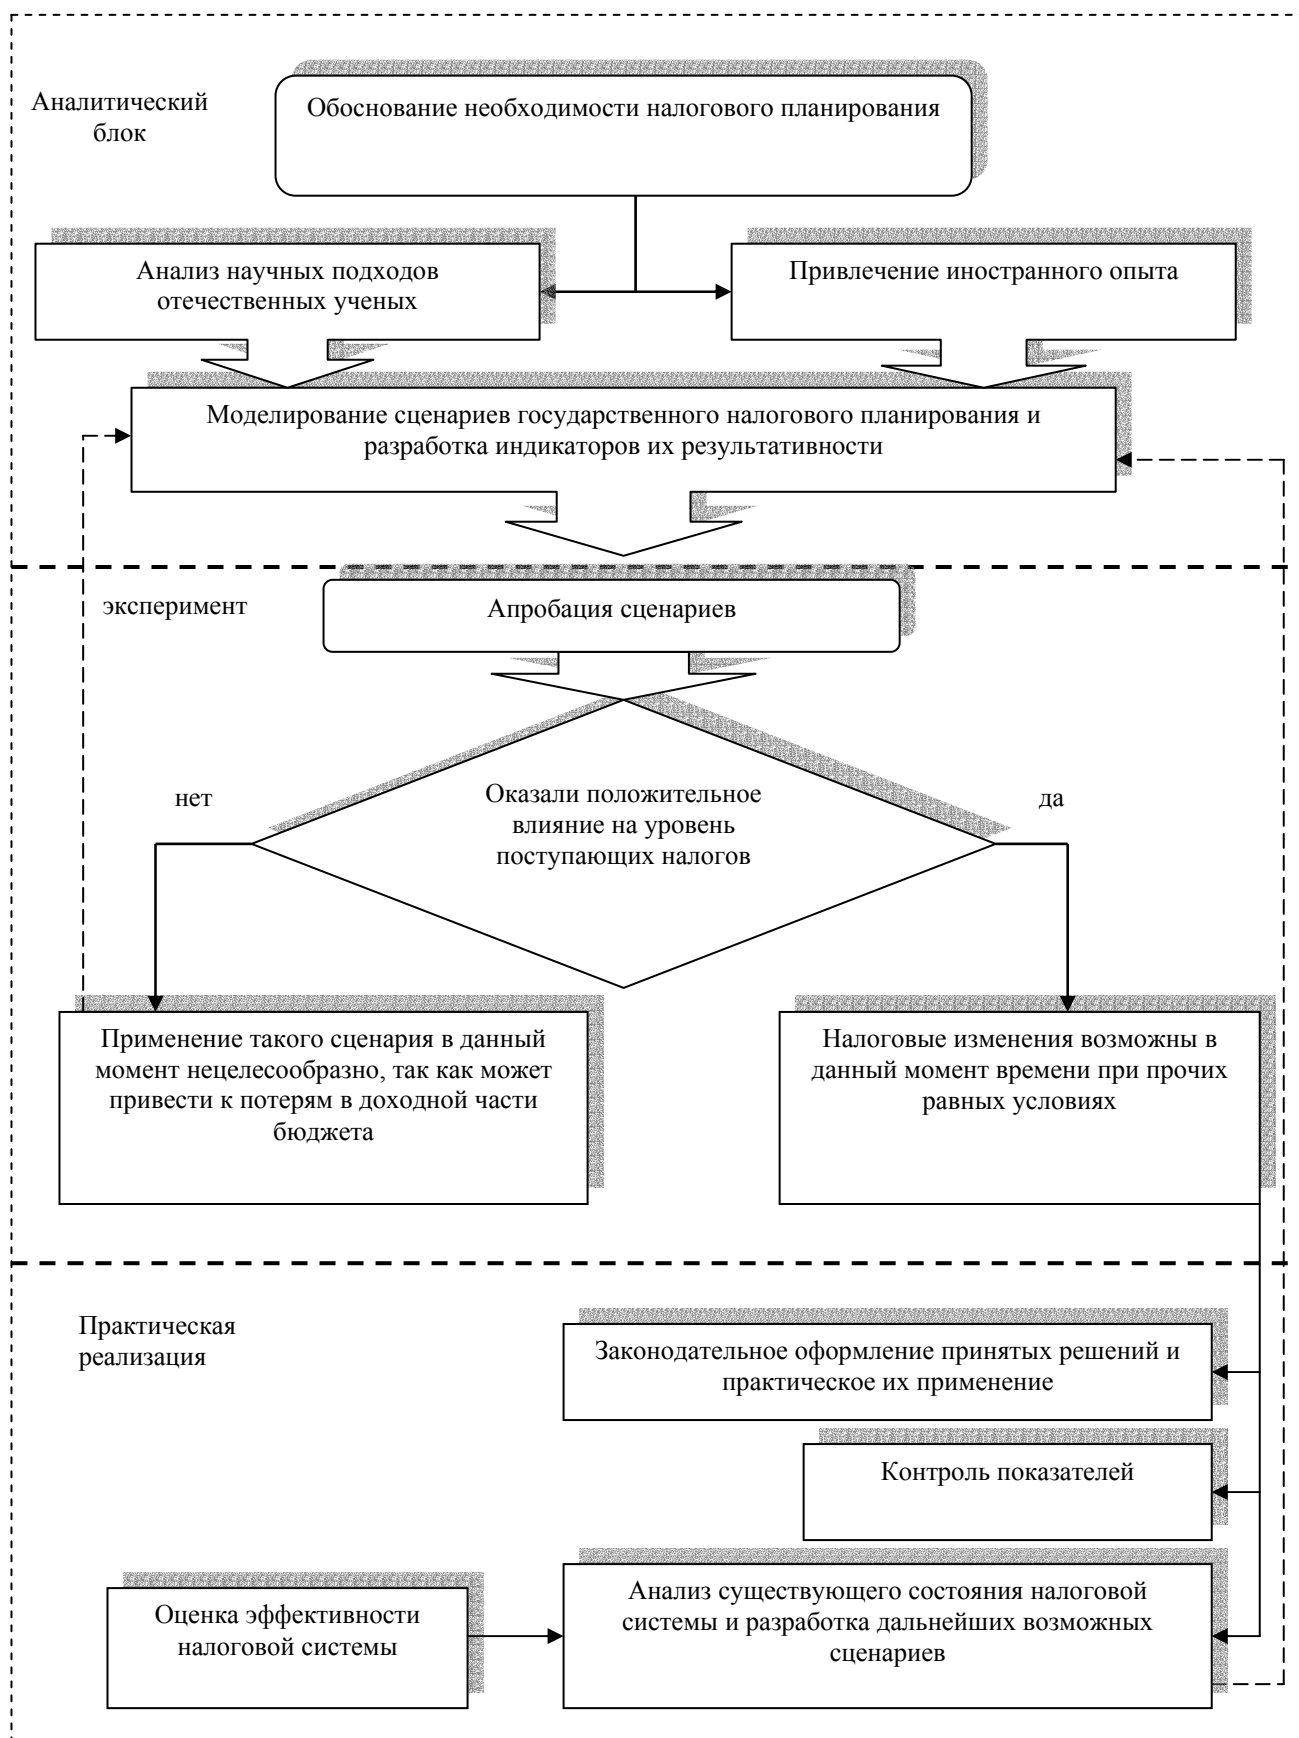 Аналитический
блок
Обоснование необходимости налогового планирования
Анализ научных подходов
отечественных ученых
Привлечение иностранного опыта
Моделирование сценариев государственного налогового планирования и
разработка индикаторов их результативности
эксперимент
Апробация сценариев
нет
Оказали положительное
влияние на уровень
поступающих налогов
да
Применение такого сценария в данный
момент нецелесообразно, так как может
привести к потерям в доходной части
бюджета
Налоговые изменения возможны в
данный момент времени при прочих
равных условиях
Практическая
реализация
Законодательное оформление принятых решений и
практическое их применение
Контроль показателей
Оценка эффективности
налоговой системы
Анализ существующего состояния налоговой
системы и разработка дальнейших возможных
сценариев